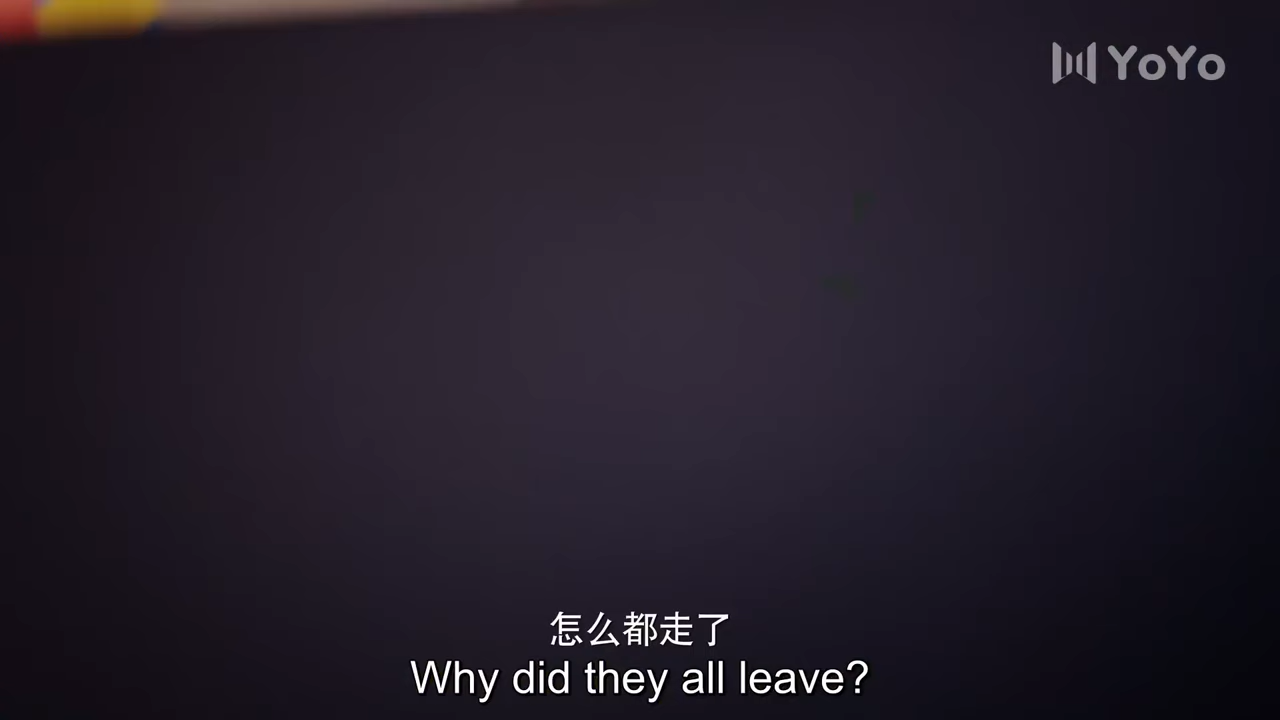 YoYo
怎么都走了
Why did they all leave?